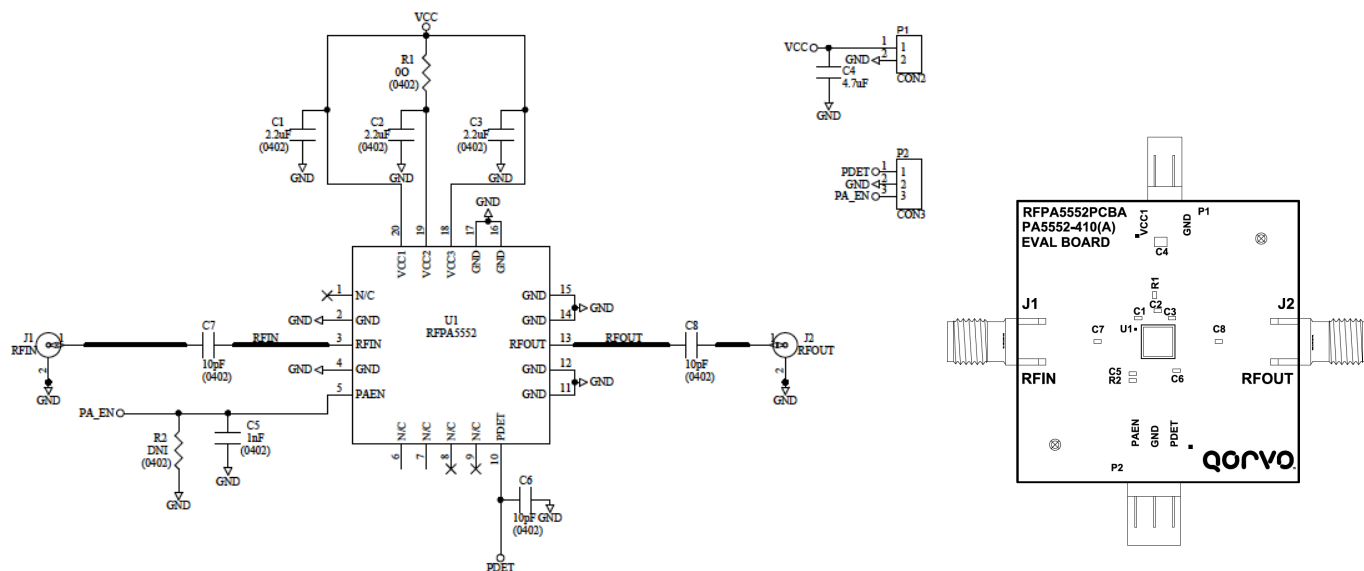 VCC
R1
0O
(0402)
C1
2.2uF
(0402)
GND
C2
2.2uF
(0402)
GND
C3
2.2uF
(0402)
GND
GND
20
19
18
17
16
VCC1
VCC2
VCC3
GND
GND
1
N/C
GND
2
GND
J1
RFIN
1
2
GND
C7
10pF
(0402)
RFIN
3
RFIN
GND
4
GND
5
PAEN
U1
RFPA5552
GND
15
GND
14
GND
RFOUT
13
RFOUT
C8
10pF
(0402)
1
J2
RFOUT
2
GND
GND
12
GND
11
GND
PA_EN
R2
DNI
(0402)
GND
C5
1nF
(0402)
GND
N/C
N/C
N/C
N/C
PDET
6
7
8
9
10
C6
10pF
(0402)
GND
PDET
P1
VCC
1
1
GND
2
2
CON2
C4
4.7uF
GND
P2
PDET
1
1
GND
2
2
PA_EN
3
3
CON3
RFPA5552PCBA
PA5552-410(A)
EVAL BOARD
VCC1
GND
P1
C4
R1
C2
C1
C3
U1
C7
C8
C5
R2
C6
J1
RFIN
J2
RFOUT
PAEN
GND
PDET
P2
QORVO